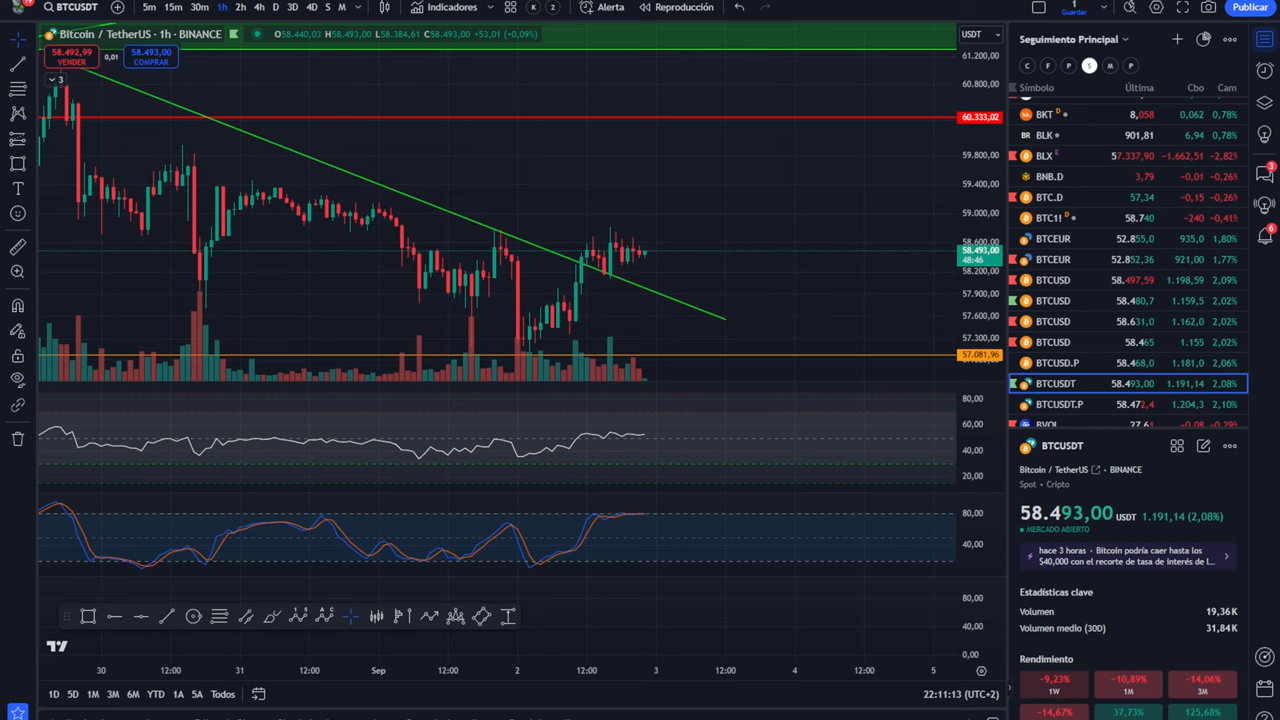 BTCUSDT 5m 15m 30m 1h 2h 4h D 3D 4D S M Indicadores K 2 Alerta Reproducción 1 Guardar Publicar
Bitcoin / TetherUS · 1h · BINANCE O58.440,03 H58.493,00 L58.384,61 C58.493,00 +53,01 (+0,09%) USDT
58.492,99 VENDER 0,01 58.493,00 COMPRAR
3
61.200,00
60.800,00
60.333,02
59.800,00
59.400,00
59.000,00
58.600,00
58.493,00
48:46
58.200,00
57.900,00
57.600,00
57.300,00
57.081,96
80,00
60,00
40,00
20,00
80,00
40,00
80,00
40,00
0,00
30 12:00 31 12:00 Sep 12:00 2 12:00 3 12:00 4 12:00 5
1D 5D 1M 3M 6M YTD 1A 5A Todos 22:11:13 (UTC+2)
Seguimiento Principal
C F P S M P
Símbolo Última Cbo Cam
BKT D 8,058 0,062 0,78%
BLK 901,81 6,94 0,78%
BLX E 57.337,90 -1.662,51 -2,82%
BNB.D 3,79 -0,01 -0,26%
BTC.D 57,34 -0,15 -0,26%
BTC1! D 58.740 -240 -0,41%
BTCEUR 52.855,0 935,0 1,80%
BTCEUR 52.852,36 921,00 1,77%
BTCUSD 58.497,59 1.198,59 2,09%
BTCUSD 58.480,7 1.159,5 2,02%
BTCUSD 58.631,0 1.162,0 2,02%
BTCUSD 58.465 1.155 2,02%
BTCUSD.P 58.468,0 1.181,0 2,06%
BTCUSDT 58.493,00 1.191,14 2,08%
BTCUSDT.P 58.472,4 1.204,3 2,10%
BVOL 27,61 -0,08 -0,29%
BTCUSDT
Bitcoin / TetherUS · BINANCE
Spot • Cripto
58.493,00 USDT 1.191,14 (2,08%)
MERCADO ABIERTO
hace 3 horas · Bitcoin podría caer hasta los
$40,000 con el recorte de tasa de interés de l...
Estadísticas clave
Volumen 19,36K
Volumen medio (30D) 31,84K
Rendimiento
-9,23% 1W
-10,89% 1M
-14,06% 3M
-14,67% 37,73% 125,68%
3
6